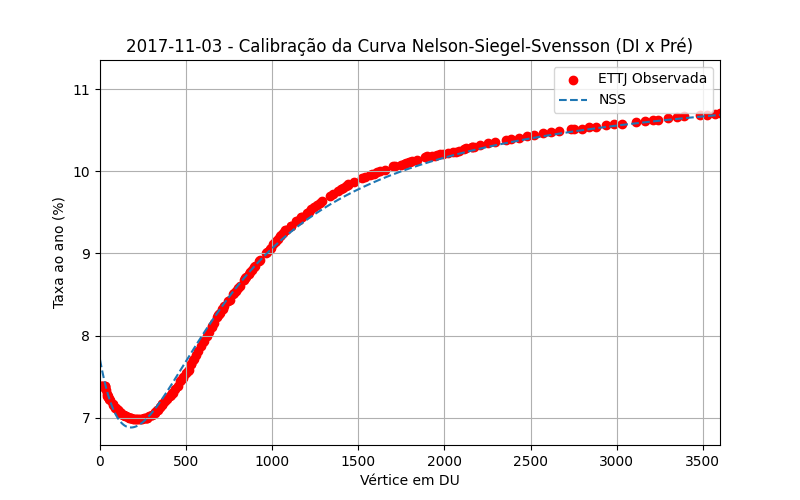 2017-11-03 - Calibração da Curva Nelson-Siegel-Svensson (DI x Pré)
ETTJ Observada
NSS
Taxa ao ano (%)
11
10
9
8
7
0 500 1000 1500 2000 2500 3000 3500
Vértice em DU